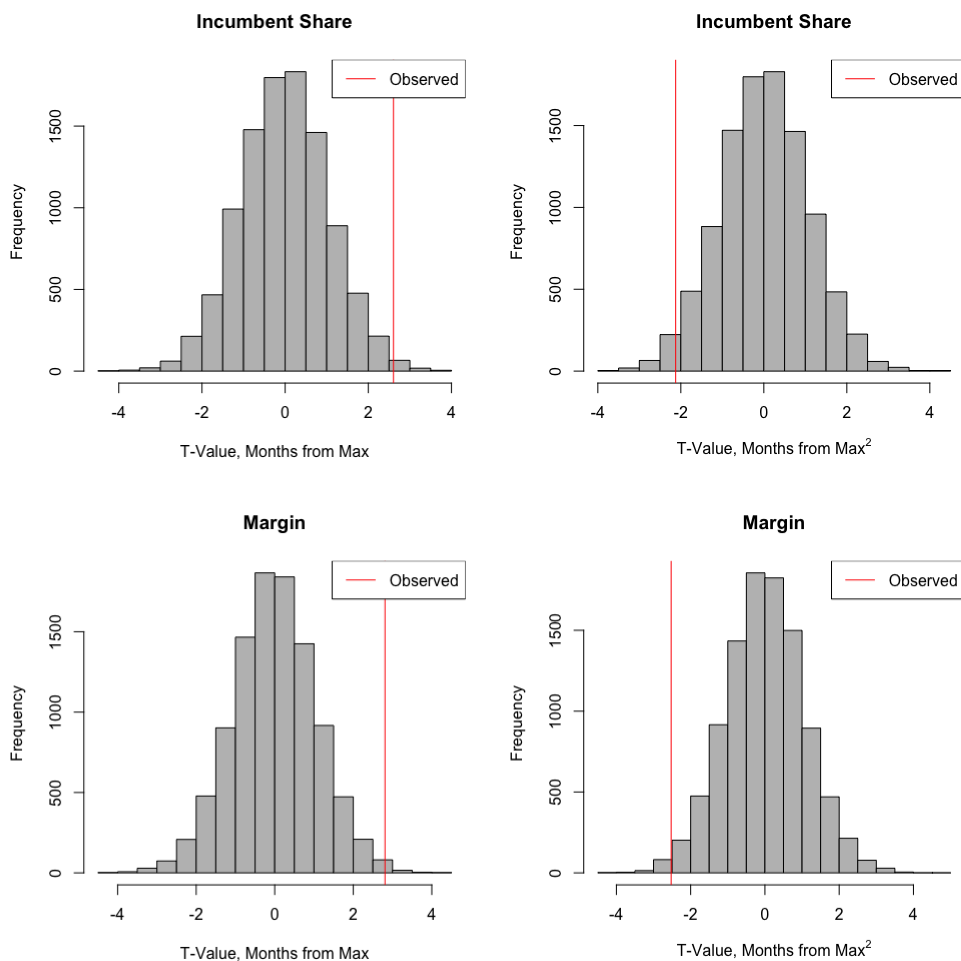 Incumbent Share
Observed
Frequency
0
500
1000
1500
-4
-2
0
2
4
T-Value, Months from Max
Incumbent Share
Observed
Frequency
0
500
1000
1500
-4
-2
0
2
4
T-Value, Months from Max²
Margin
Observed
Frequency
0
500
1000
1500
-4
-2
0
2
4
T-Value, Months from Max
Margin
Observed
Frequency
0
500
1000
1500
-4
-2
0
2
4
T-Value, Months from Max²